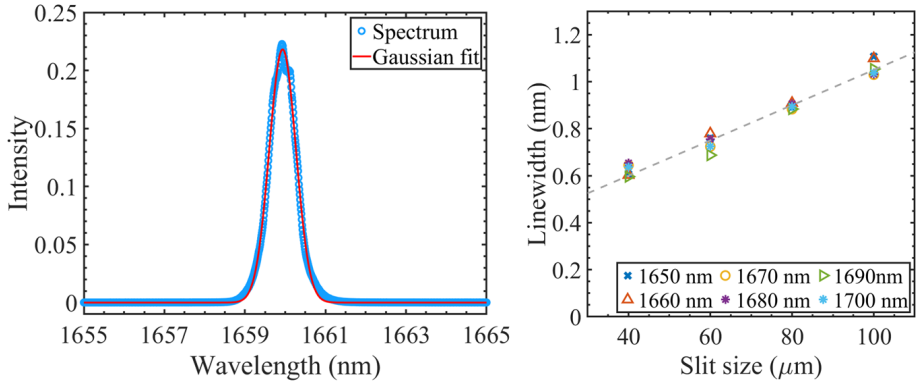 0.25
0.2
0.15
0.1
0.05
0
Intensity
Spectrum
Gaussian fit
1655 1657 1659 1661 1663 1665
Wavelength (nm)
1.2
1
0.8
0.6
0.4
0.2
0
Linewidth (nm)
1650 nm 1670 nm 1690nm
1660 nm 1680 nm 1700 nm
40 60 80 100
Slit size (μm)